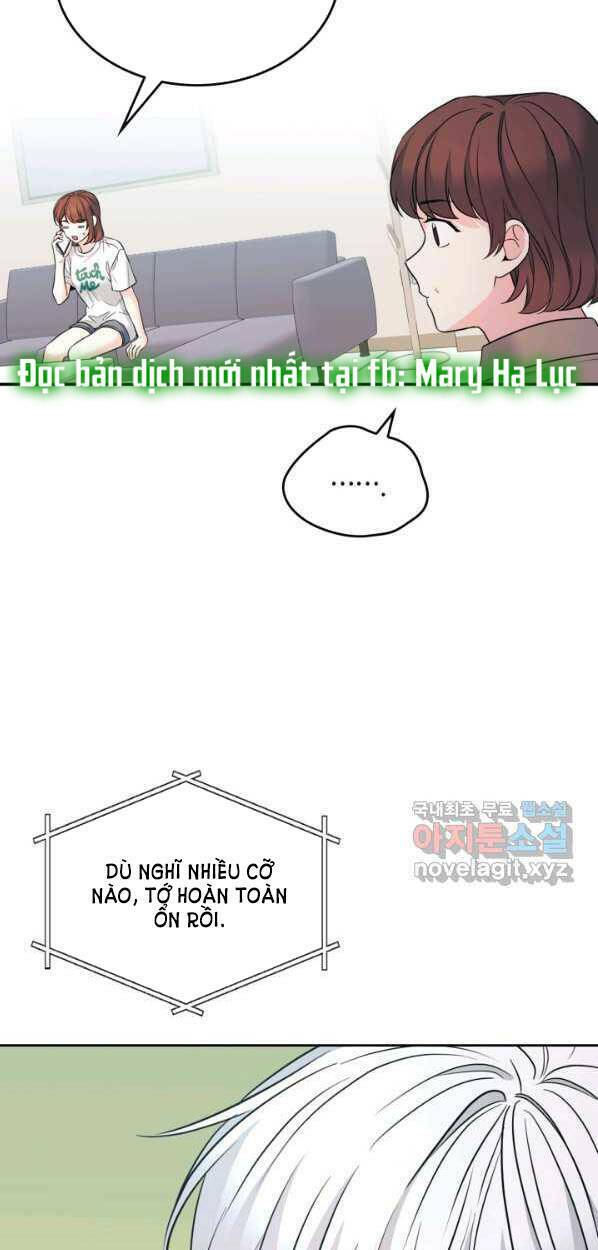 touch
ME
Đọc bản dịch mới nhất tại fb: Mary Hạ Lục
.......
국내최초 무료 웹소설
아지툰소설
novelagit.xyz
DÙ NGHĨ NHIỀU CỠ
NÀO, TỚ HOÀN TOÀN
ỔN RỒI.